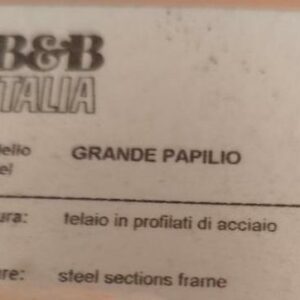 B&B
ITALIA
dello GRANDE PAPILIO
el
ura: telaio in profilati di acciaio
re: steel sections frame